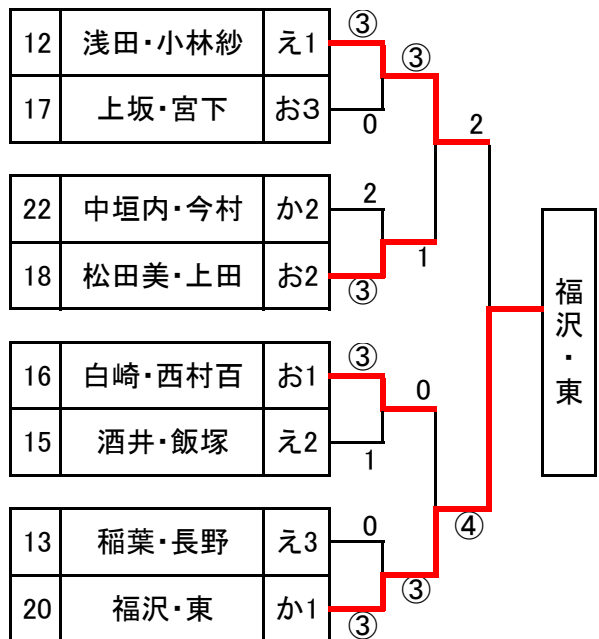 12 浅田・小林紗 え1 ③
③
17 上坂・宮下 お3 0
2
22 中垣内・今村 か2 2
1
18 松田美・上田 お2 ③
福沢・東
16 白崎・西村百 お1 ③
0
15 酒井・飯塚 え2 1
④
13 稲葉・長野 え3 0
③
20 福沢・東 か1 ③